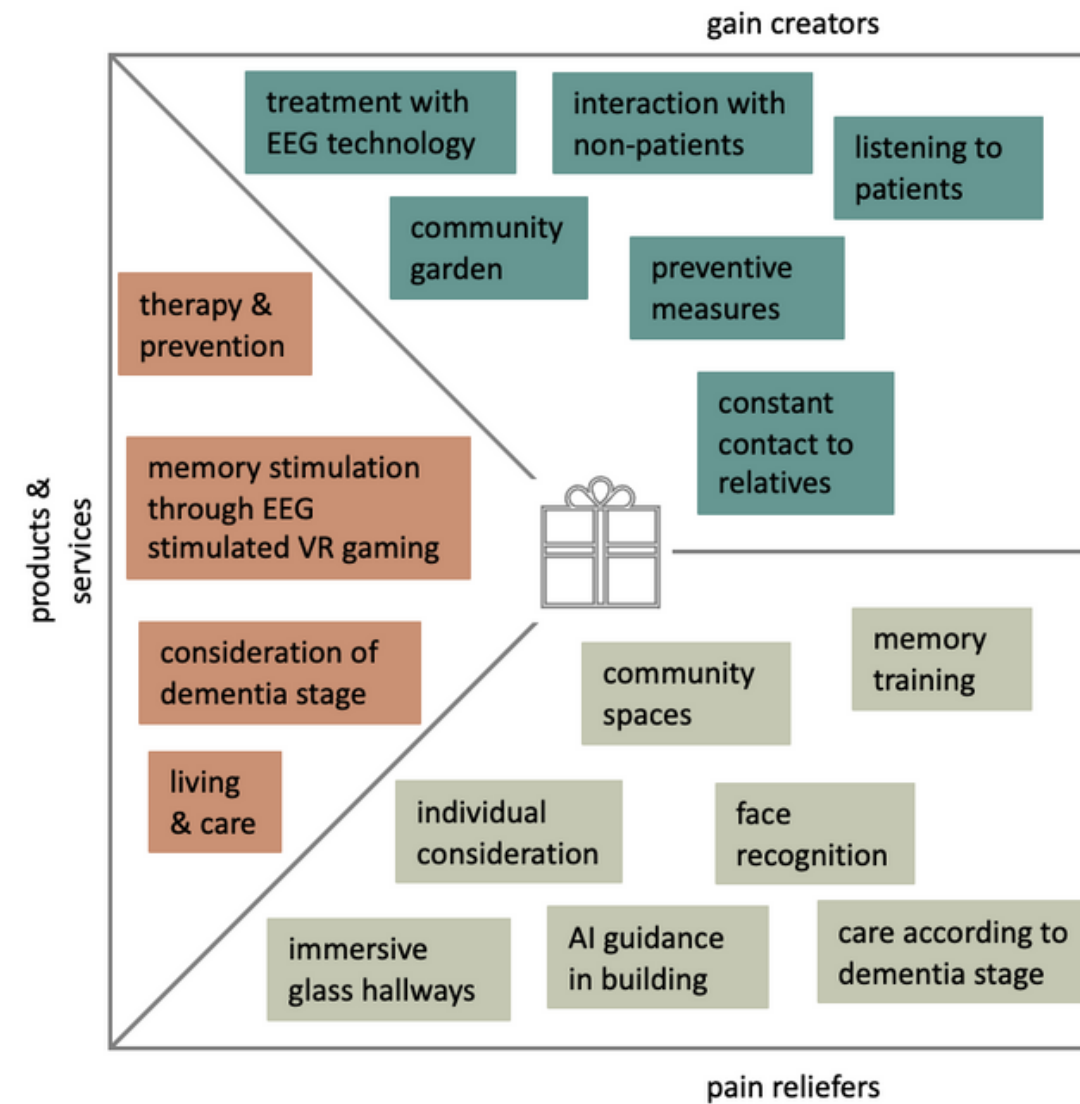 gain creators
treatment with
EEG technology
interaction with
non-patients
listening to
patients
community
garden
preventive
measures
constant
contact to
relatives
products &
services
therapy &
prevention
memory stimulation
through EEG
stimulated VR gaming
consideration of
dementia stage
living
& care
community
spaces
memory
training
individual
consideration
face
recognition
immersive
glass hallways
AI guidance
in building
care according to
dementia stage
pain reliefers